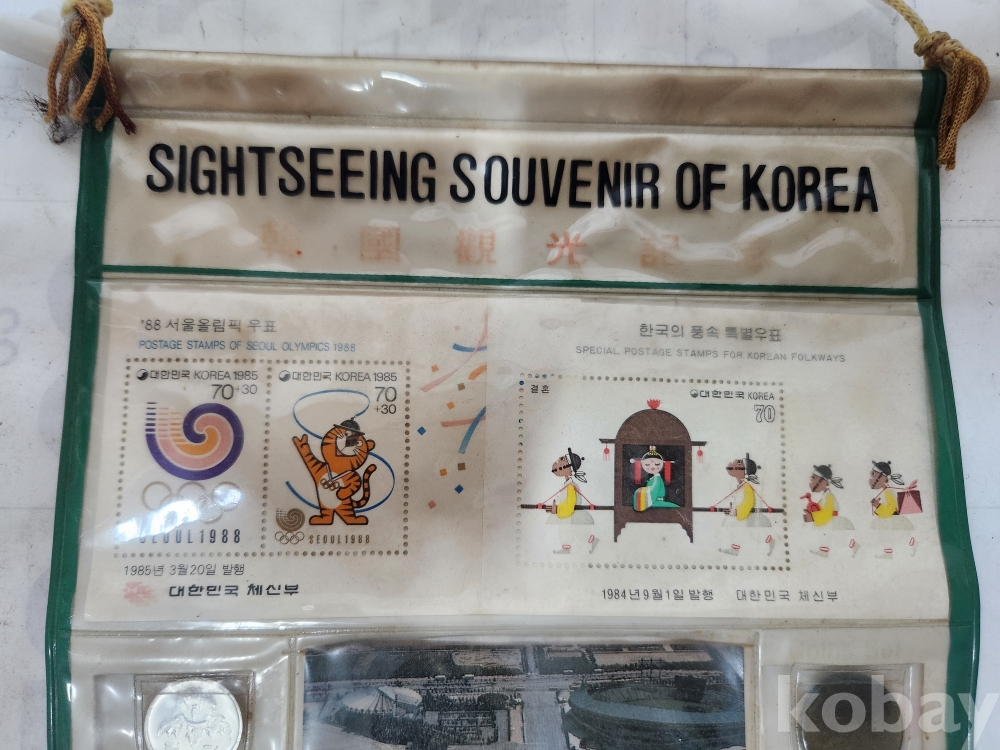 SIGHTSEEING SOUVENIR OF KOREA
韓國觀光記
'88 서울올림픽 우표
POSTAGE STAMPS OF SEOUL OLYMPICS 1988
대한민국 KOREA 1985
70+30
SEOUL1988
대한민국 KOREA 1985
70
+30
SEOUL1988
1985년 3월20일 발행
대한민국 체신부
한국의 풍속 특별우표
SPECIAL POSTAGE STAMPS FOR KOREAN FOLKWAYS
결혼
대한민국 KOREA
70
1984년 9월 1일 발행 대한민국 체신부
kobay